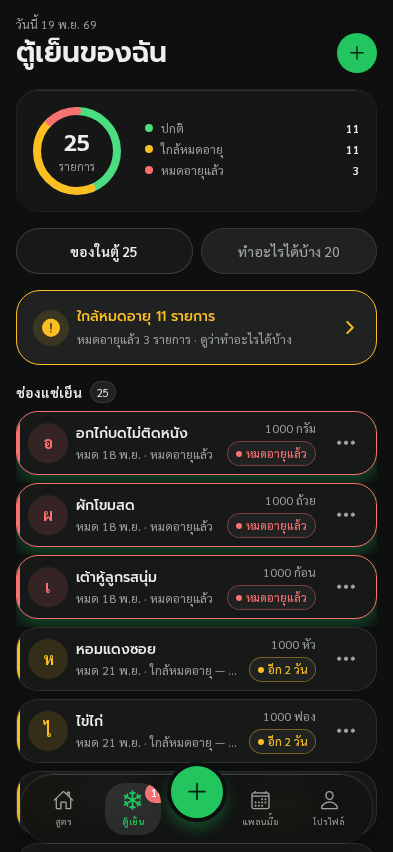 วันนี้ 19 พ.ย. 69
ตู้เย็นของฉัน
25
รายการ
ปกติ 11
ใกล้หมดอายุ 11
หมดอายุแล้ว 3
ของในตู้ 25
ทำอะไรได้บ้าง 20
ใกล้หมดอายุ 11 รายการ
หมดอายุแล้ว 3 รายการ · ดูว่าทำอะไรได้บ้าง
ช่องแช่เย็น 25
อ
อกไก่บดไม่ติดหนัง
1000 กรัม
หมด 18 พ.ย. · หมดอายุแล้ว
หมดอายุแล้ว
ผ
ผักโขมสด
1000 ถ้วย
หมด 18 พ.ย. · หมดอายุแล้ว
หมดอายุแล้ว
เ
เต้าหู้ลูกรสนุ่ม
1000 ก้อน
หมด 18 พ.ย. · หมดอายุแล้ว
หมดอายุแล้ว
ห
หอมแดงซอย
1000 หัว
หมด 21 พ.ย. · ใกล้หมดอายุ — ...
อีก 2 วัน
ไ
ไข่ไก่
1000 ฟอง
หมด 21 พ.ย. · ใกล้หมดอายุ — ...
อีก 2 วัน
สูตร
ตู้เย็น
แพลนมื้อ
โปรไฟล์